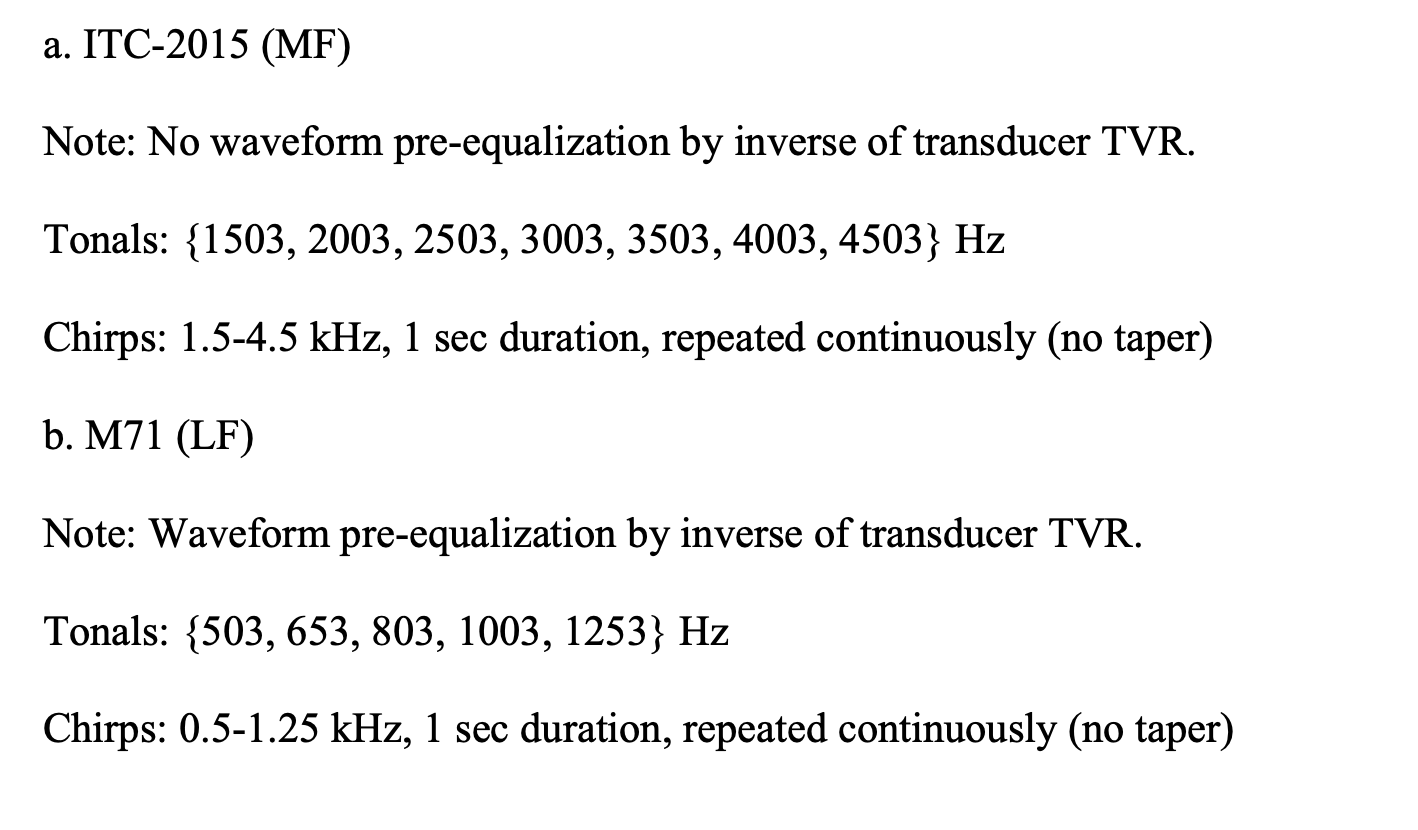 a. ITC-2015 (MF)
Note: No waveform pre-equalization by inverse of transducer TVR.
Tonals: {1503, 2003, 2503, 3003, 3503, 4003, 4503} Hz
Chirps: 1.5-4.5 kHz, 1 sec duration, repeated continuously (no taper)
b. M71 (LF)
Note: Waveform pre-equalization by inverse of transducer TVR.
Tonals: {503, 653, 803, 1003, 1253} Hz
Chirps: 0.5-1.25 kHz, 1 sec duration, repeated continuously (no taper)